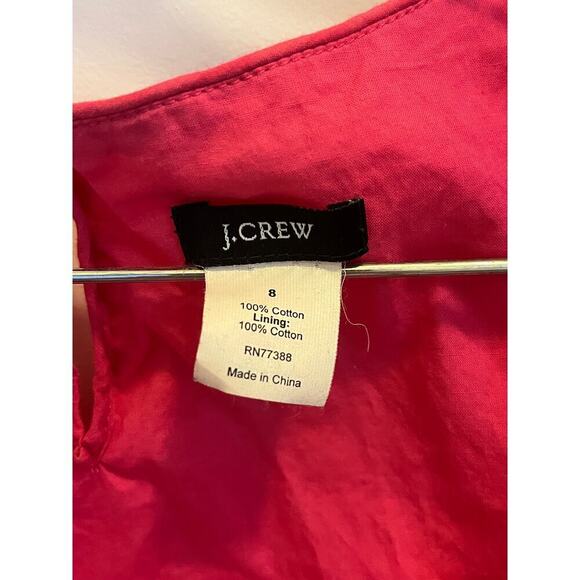 J.CREW
8
100% Cotton
Lining:
100% Cotton
RN77388
Made in China